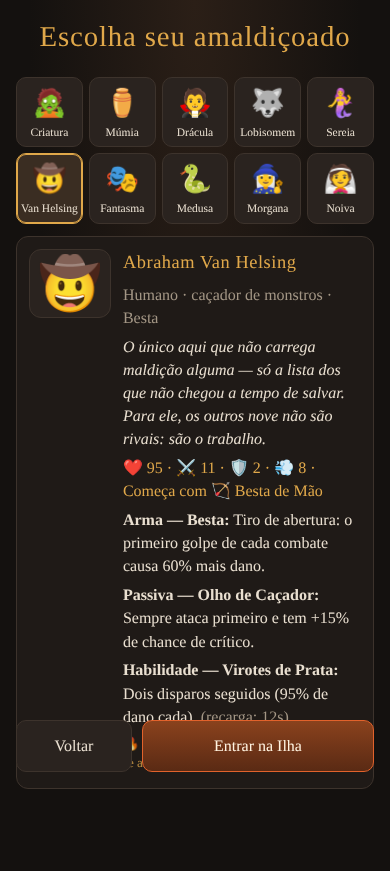 Escolha seu amaldiçoado
Criatura
Múmia
Drácula
Lobisomem
Sereia
Van Helsing
Fantasma
Medusa
Morgana
Noiva
Abraham Van Helsing
Humano · caçador de monstros ·
Besta
O único aqui que não carrega
maldição alguma — só a lista dos
que não chegou a tempo de salvar.
Para ele, os outros nove não são
rivais: são o trabalho.
❤️ 95 · ⚔️ 11 · 🛡️ 2 · 💨 8 ·
Começa com 🏹 Besta de Mão
Arma — Besta: Tiro de abertura: o
primeiro golpe de cada combate
causa 60% mais dano.
Passiva — Olho de Caçador:
Sempre ataca primeiro e tem +15%
de chance de crítico.
Habilidade — Virotes de Prata:
Dois disparos seguidos (95% de
dano cada). (recarga: 12s)
Voltar
Entrar na Ilha